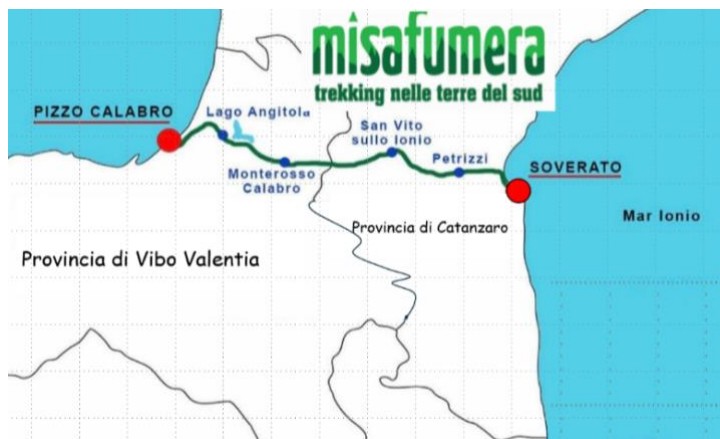 misafumera
trekking nelle terre del sud
PIZZO CALABRO
Lago Angitola
San Vito
sullo Ionio
Petrizzi
SOVERATO
Monterosso
Calabro
Mar Ionio
Provincia di Catanzaro
Provincia di Vibo Valentia